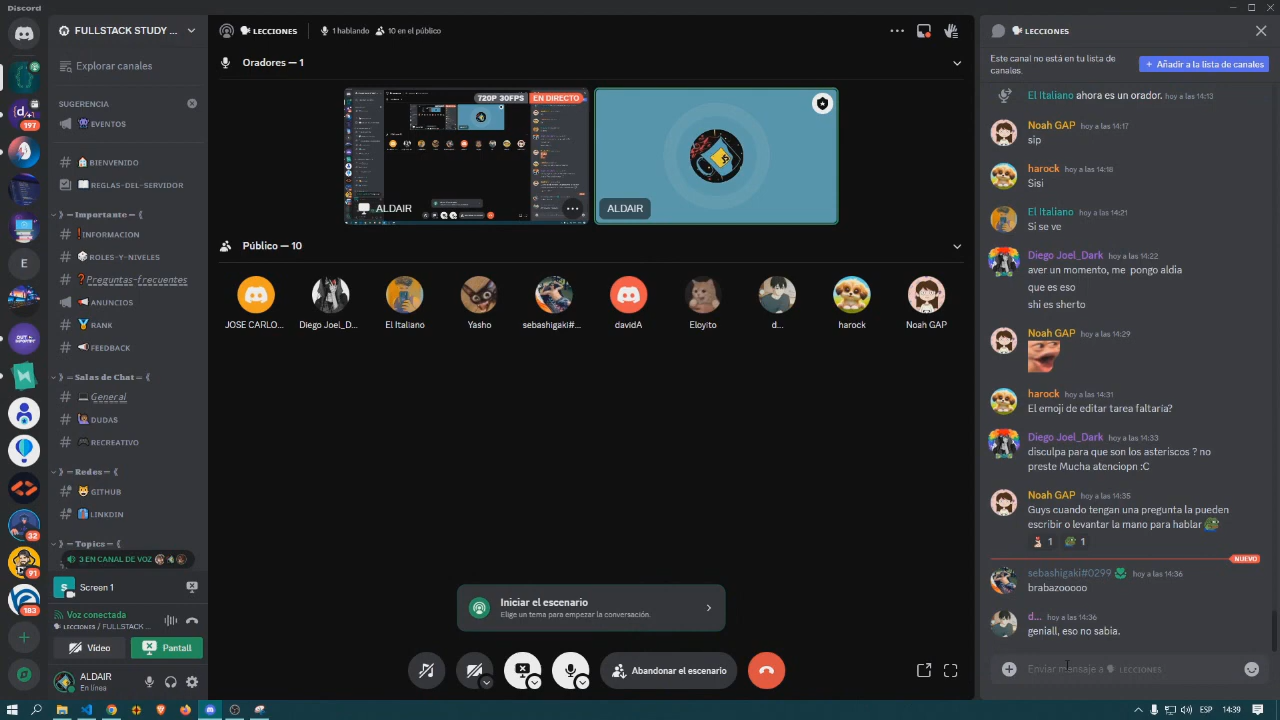 Discord
FULLSTACK STUDY ...
Explorar canales
SUGERENCIA
EVENTOS
197
BIENVENIDO
REGLAS-DEL-SERVIDOR
Importante
INFORMACION
ROLES-Y-NIVELES
Preguntas-frecuentes
E
ANUNCIOS
RANK
FEEDBACK
Salas de Chat
General
DUDAS
RECREATIVO
Redes
GITHUB
LINKDIN
32
Topics
3 EN CANAL DE VOZ
91
S
Screen 1
183
Voz conectada
LECCIONES / FULLSTACK ...
Video
Pantall
ALDAIR
En línea
LECCIONES
1 hablando
10 en el público
Oradores — 1
720P 30FPS
EN DIRECTO
ALDAIR
ALDAIR
Público — 10
JOSE CARLO...
Diego Joel_D...
El Italiano
Yasho
sebashigaki#...
davidA
Eloyito
d...
harock
Noah GAP
Iniciar el escenario
Elige un tema para empezar la conversación.
Abandonar el escenario
LECCIONES
Este canal no está en tu lista de
canales.
+ Añadir a la lista de canales
El Italiano ahora es un orador. hoy a las 14:13
Noah GAP hoy a las 14:17
sip
harock hoy a las 14:18
Sisi
El Italiano hoy a las 14:21
Si se ve
Diego Joel_Dark hoy a las 14:22
aver un momento, me pongo aldia
que es eso
shi es sherto
Noah GAP hoy a las 14:29
harock hoy a las 14:31
El emoji de editar tarea faltaría?
Diego Joel_Dark hoy a las 14:33
disculpa para que son los asteriscos ? no
preste Mucha atenciopn :C
Noah GAP hoy a las 14:35
Guys cuando tengan una pregunta la pueden
escribir o levantar la mano para hablar
1
1
NUEVO
sebashigaki#0299 hoy a las 14:36
brabazooooo
d... hoy a las 14:36
geniall, eso no sabia.
Enviar mensaje a LECCIONES
ESP
14:39